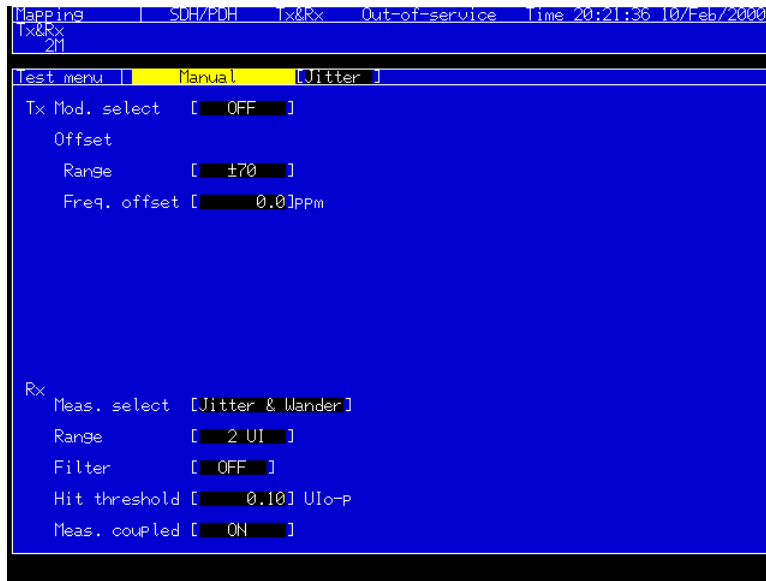 Mapping | SDH/PDH Tx&Rx Out-of-service Time 20:21:36 10/Feb/2000
Tx&Rx
2M
Test menu | Manual [Jitter ]
Tx Mod. select [ OFF ]
Offset
Range [ ±70 ]
Freq. offset [ 0.0]ppm
Rx
Meas. select [Jitter & Wander]
Range [ 2 UI ]
Filter [ OFF ]
Hit threshold [ 0.10] UIo-p
Meas. coupled [ ON ]